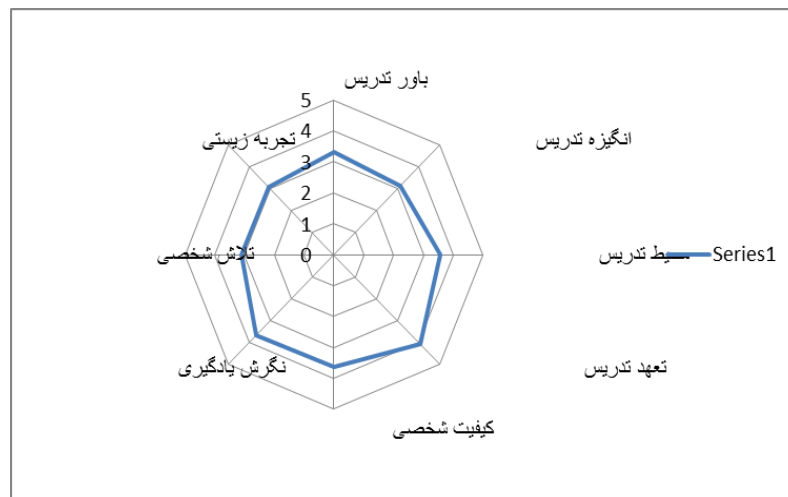 باور تدریس
انگیزه تدریس
محیط تدریس
تعهد تدریس
کیفیت شخصی
نگرش یادگیری
تلاش شخصی
تجربه زیستی
5
4
3
2
1
0
Series1